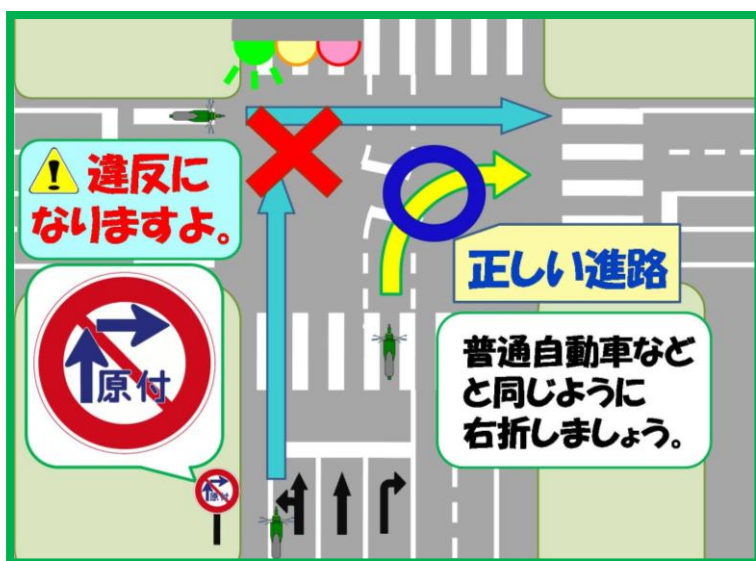 違反に
なりますよ。
原付
正しい進路
普通自動車など
と同じように
右折しましょう。
原付